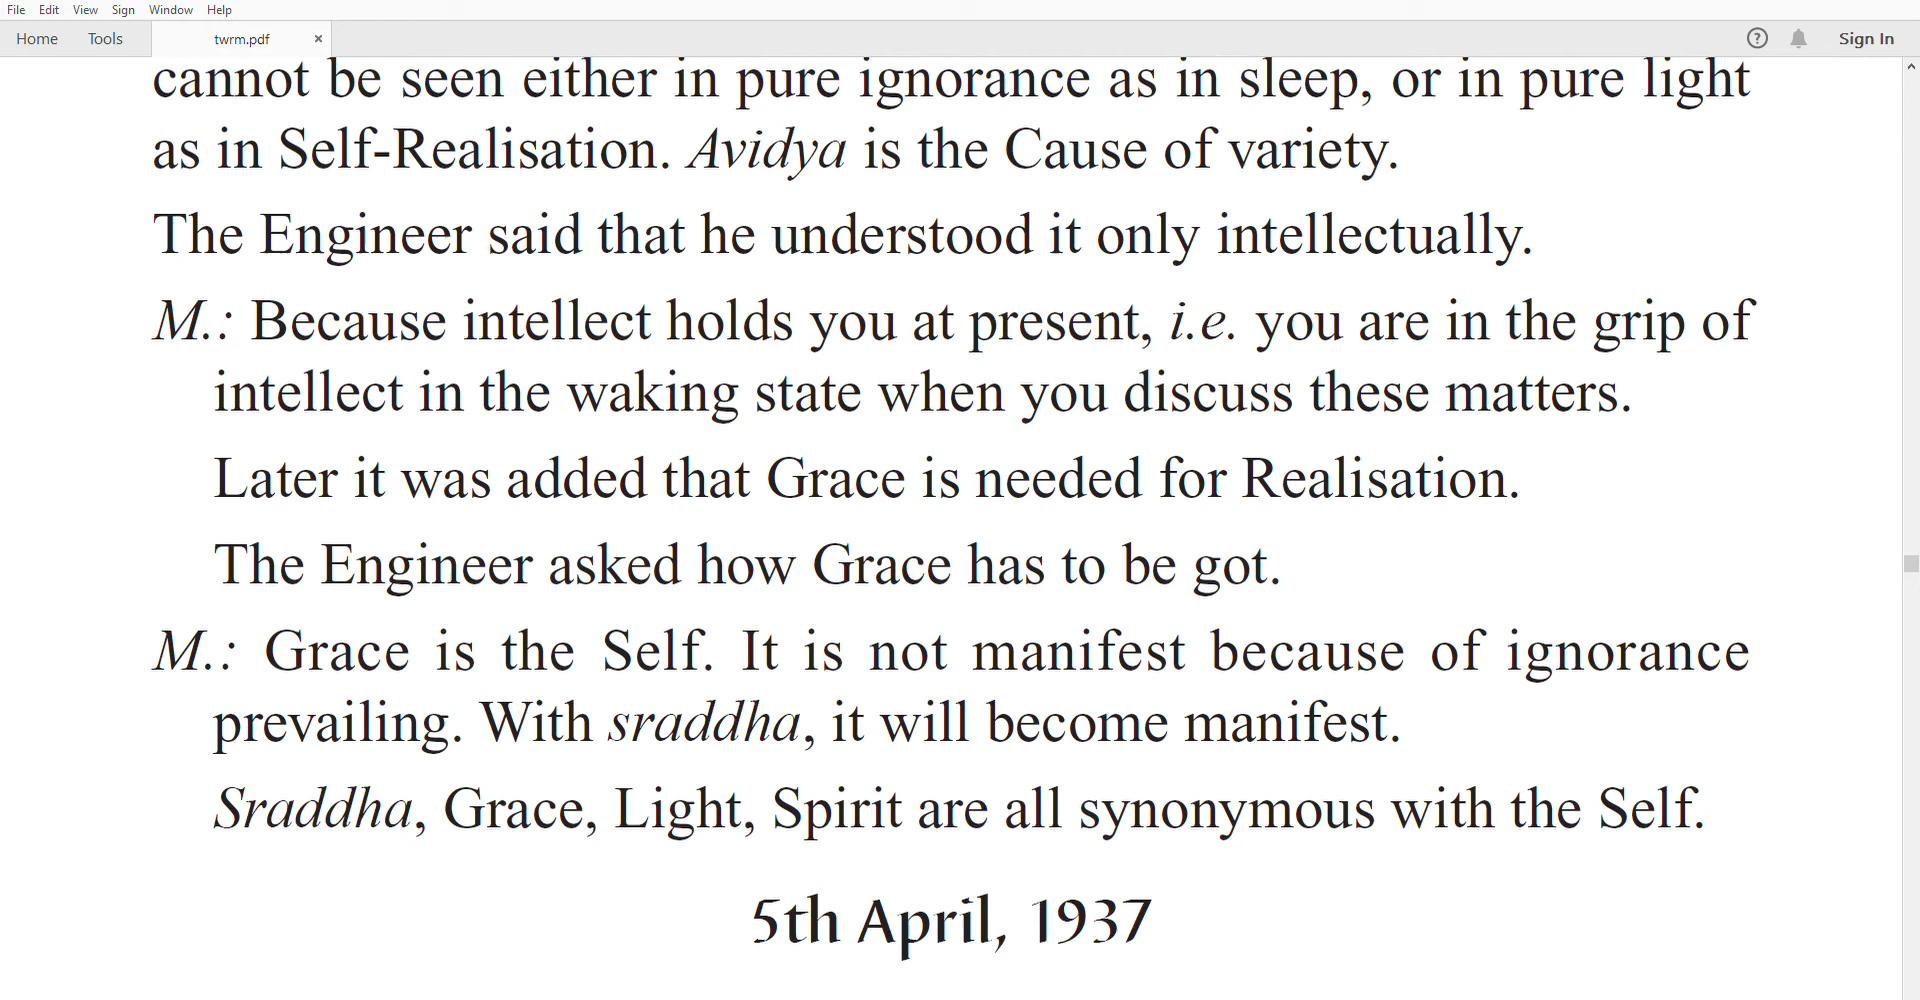 File Edit View Sign Window Help
Home Tools twrm.pdf × ? Sign In
cannot be seen either in pure ignorance as in sleep, or in pure light
as in Self-Realisation. Avidya is the Cause of variety.
The Engineer said that he understood it only intellectually.
M.: Because intellect holds you at present, i.e. you are in the grip of
intellect in the waking state when you discuss these matters.
Later it was added that Grace is needed for Realisation.
The Engineer asked how Grace has to be got.
M.: Grace is the Self. It is not manifest because of ignorance
prevailing. With sraddha, it will become manifest.
Sraddha, Grace, Light, Spirit are all synonymous with the Self.
5th April, 1937